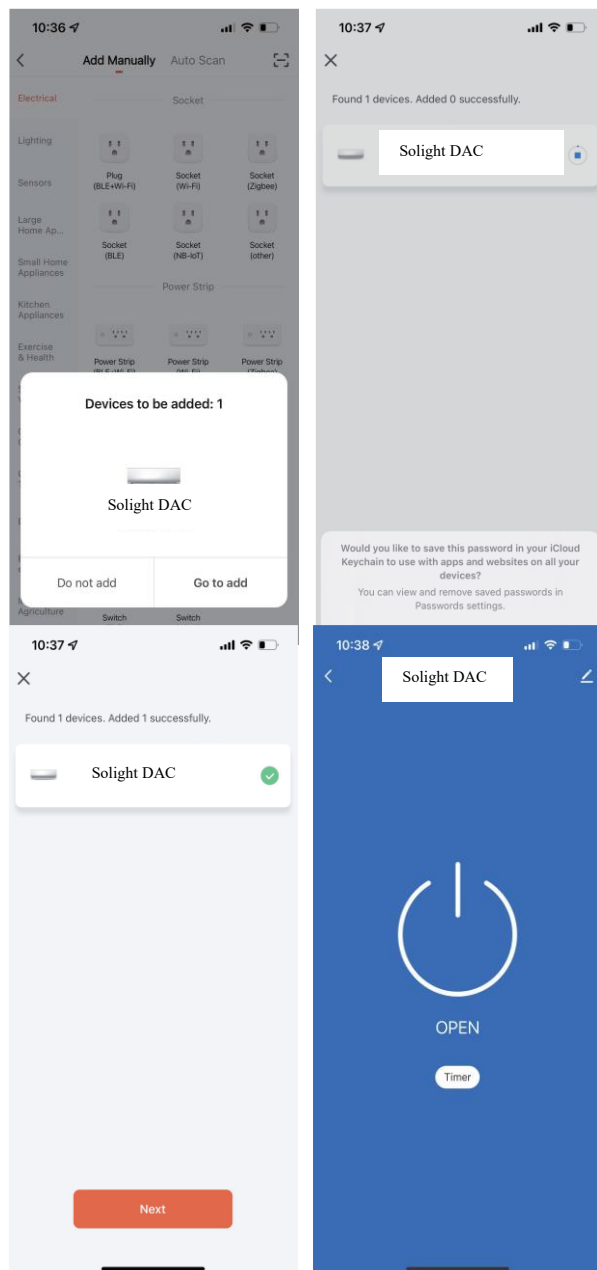 10:36
Add Manually
Auto Scan
Electrical
Socket
Lighting
Sensors
Large
Home Ap...
Small Home
Appliances
Kitchen
Appliances
Exercise
& Health
Plug
(BLE+Wi-Fi)
Socket
(Wi-Fi)
Socket
(Zigbee)
Socket
(BLE)
Socket
(NB-IoT)
Socket
(other)
Power Strip
Power Strip
Power Strip
Power Strip
Devices to be added: 1
Solight DAC
Do not add
Go to add
Agriculture
Switch
Switch
10:37
Found 1 devices. Added 0 successfully.
Solight DAC
Would you like to save this password in your iCloud
Keychain to use with apps and websites on all your
devices?
You can view and remove saved passwords in
Passwords settings.
10:37
Found 1 devices. Added 1 successfully.
Solight DAC
Next
10:38
Solight DAC
OPEN
Timer